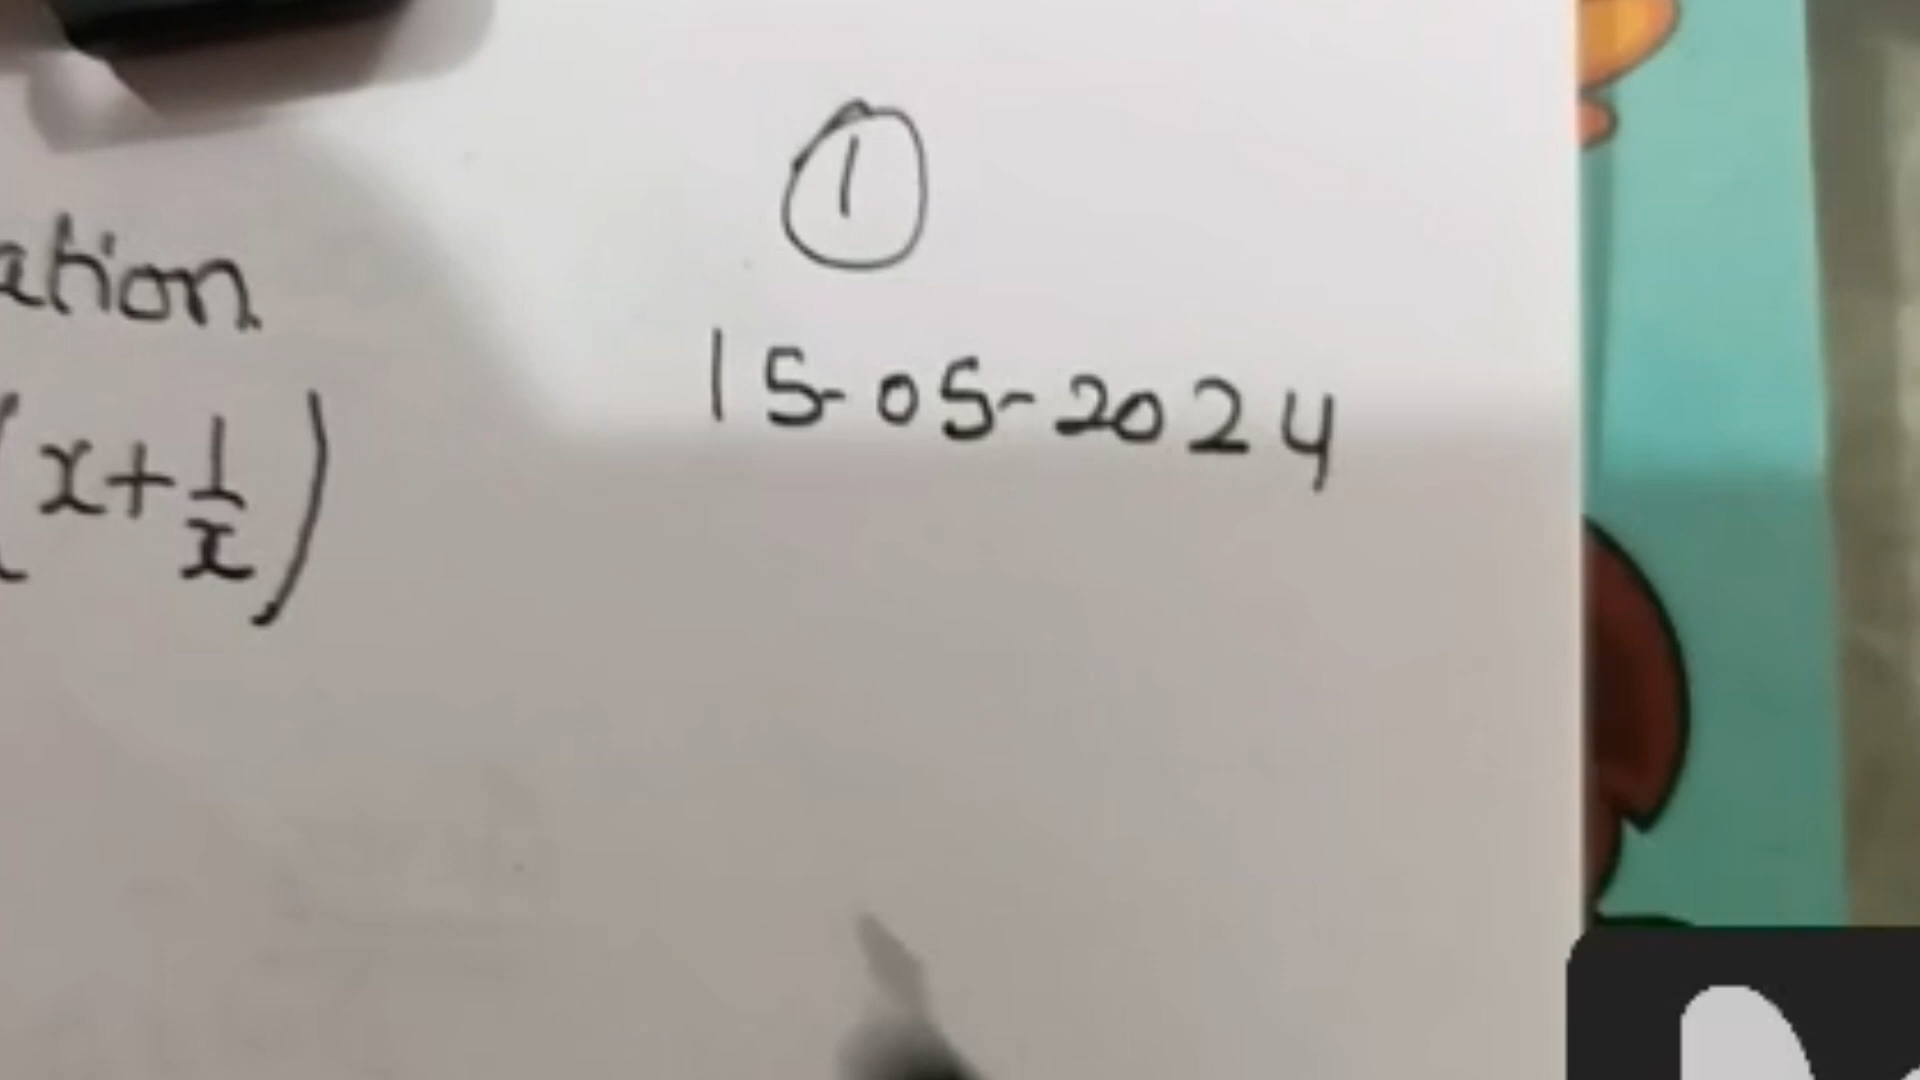 ①
ation
15-05-2024
(x+1/x)